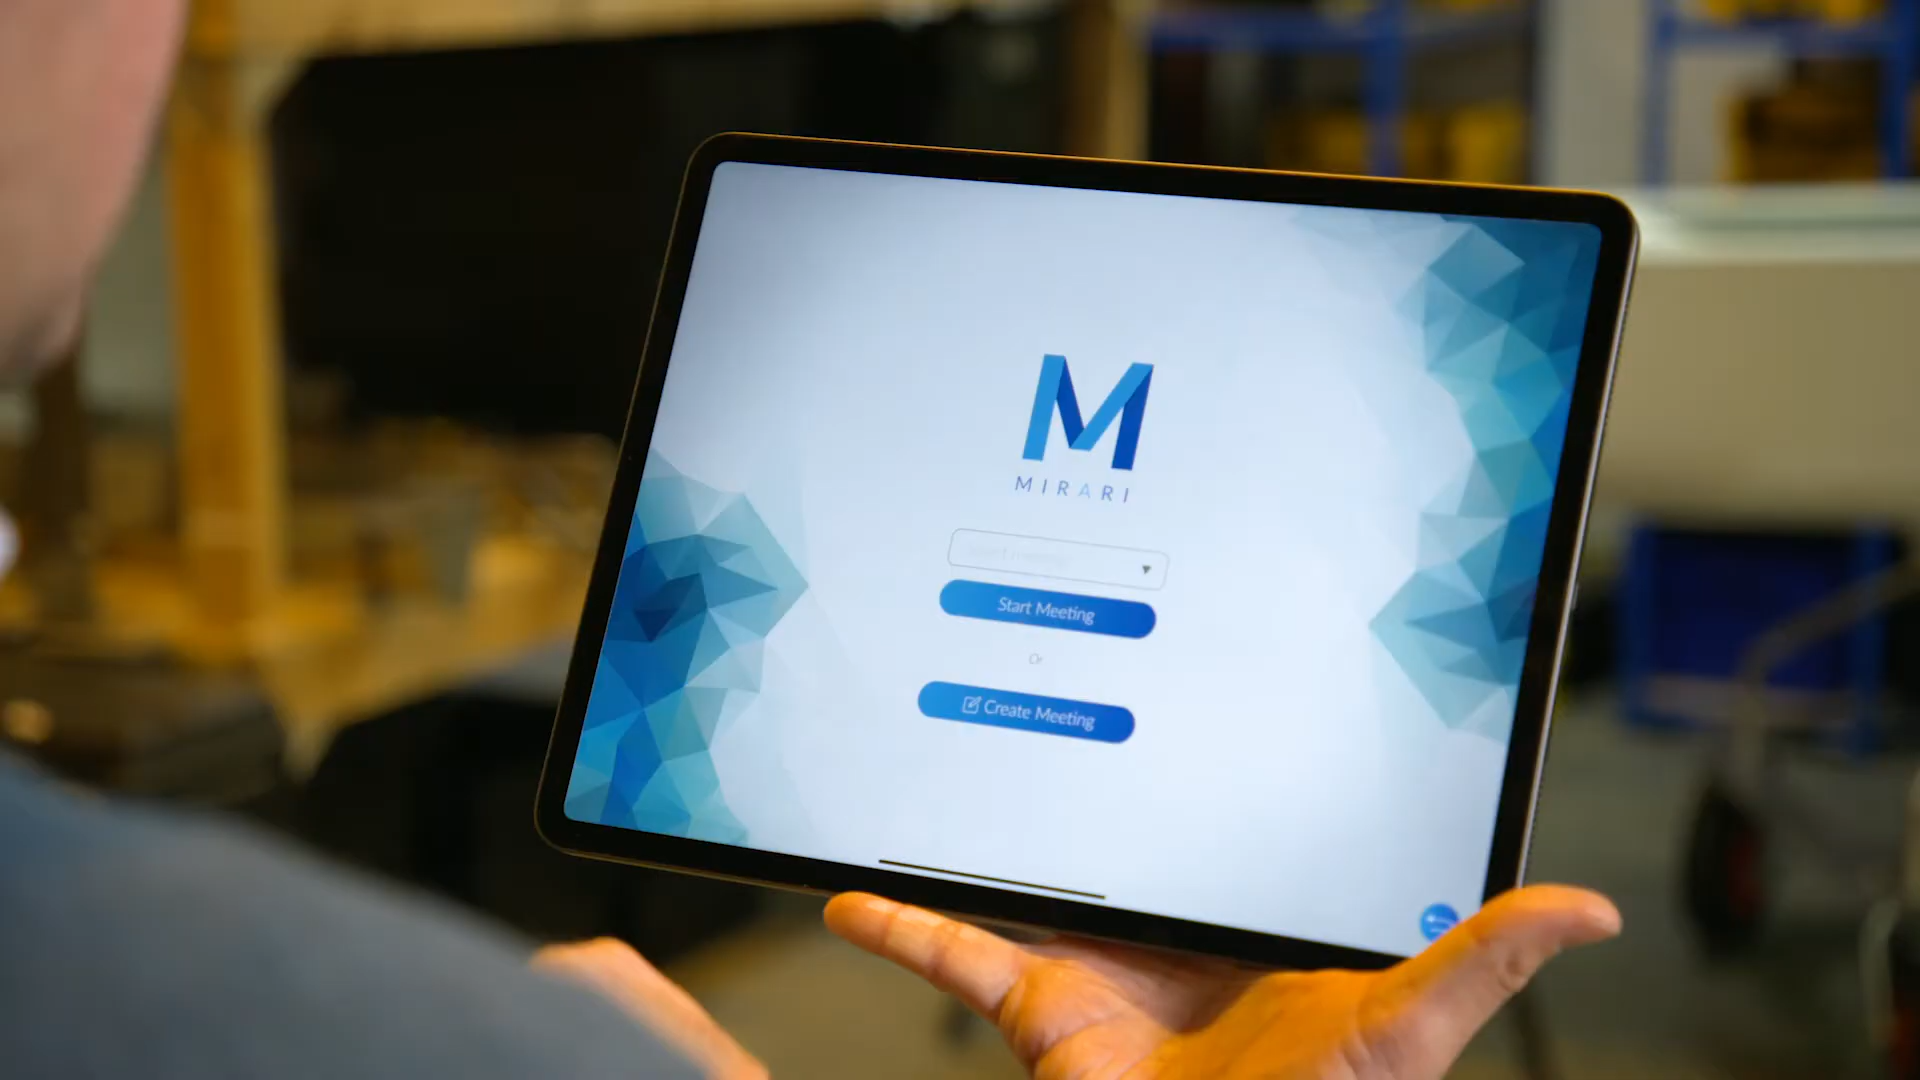 M
MIRARI
Start Meeting
Or
Create Meeting